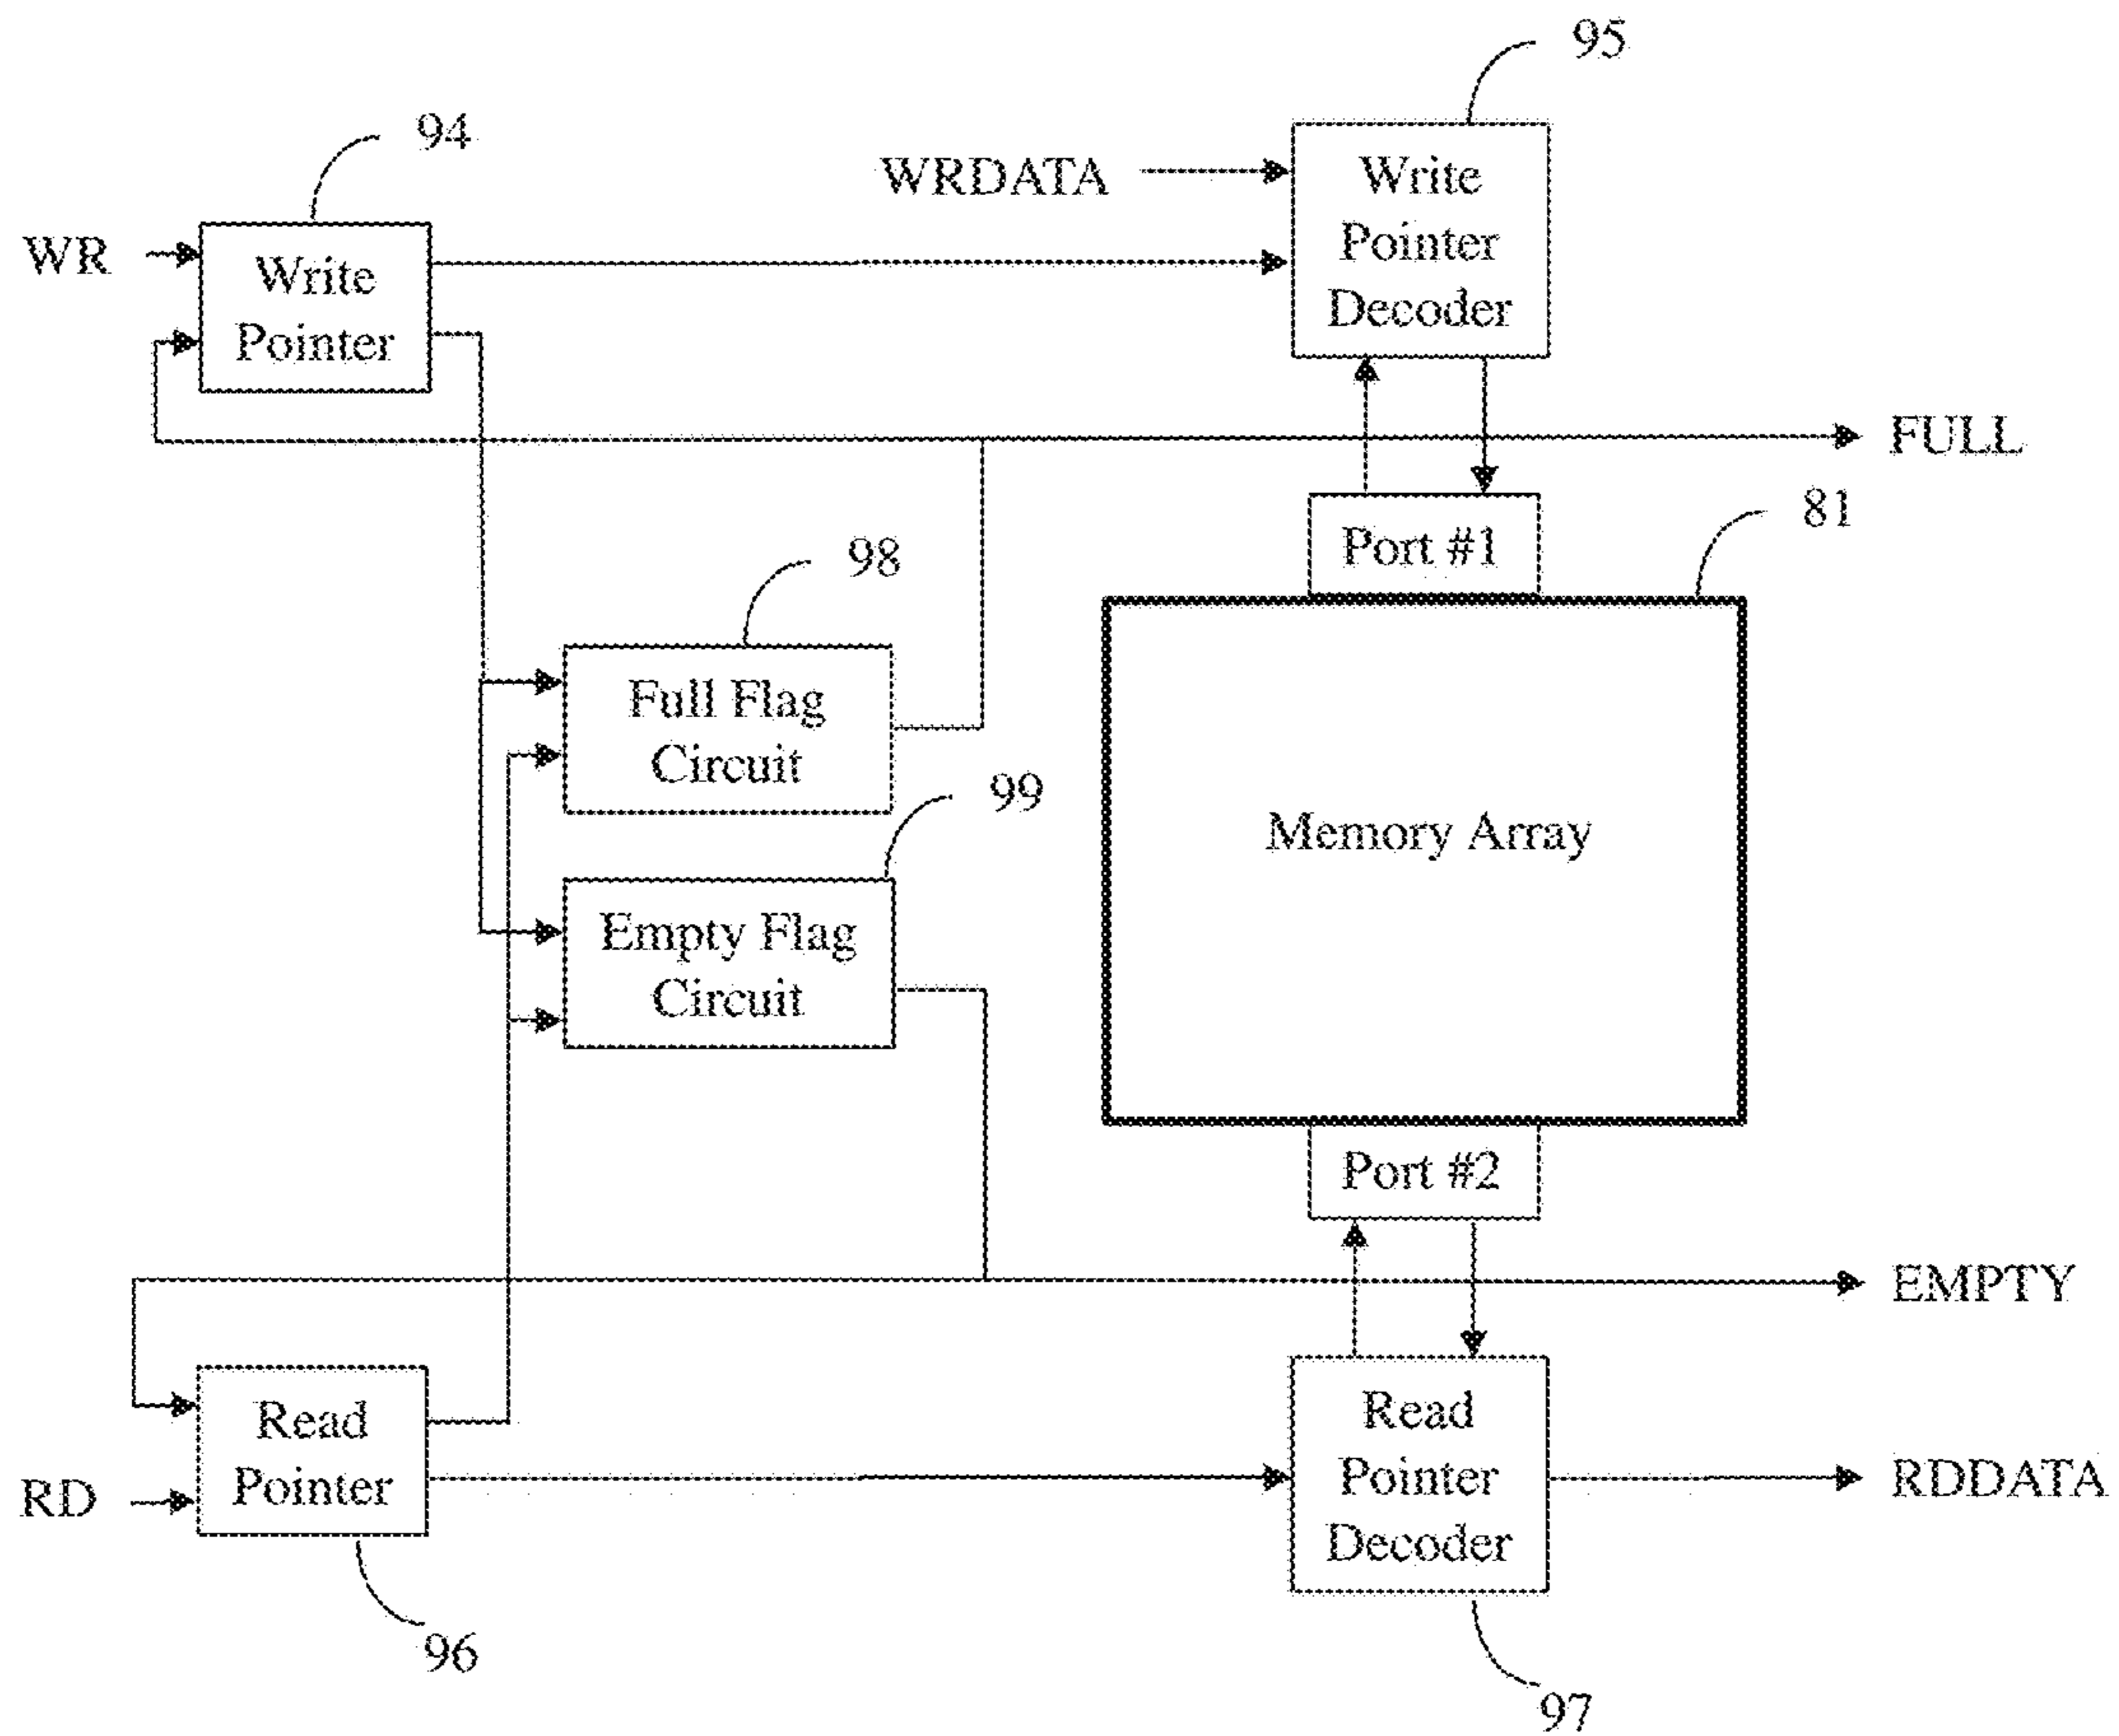 95
94
WRDATA
Write
Pointer
Decoder
WR
Write
Pointer
FULL
81
Port #1
98
Full Flag
Circuit
99
Memory Array
Empty Flag
Circuit
Port #2
EMPTY
Read
Pointer
RD
Read
Pointer
Decoder
RDDATA
96
97